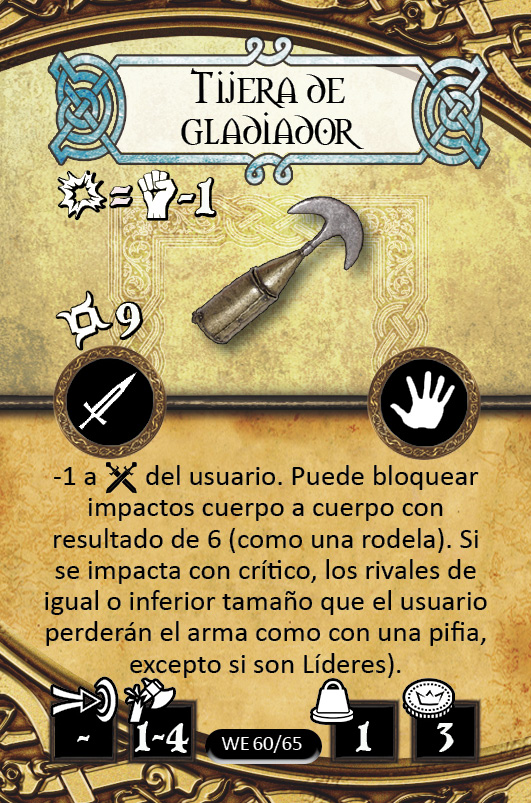 Tijera de
gladiador
=-1
9
-1 a del usuario. Puede bloquear
impactos cuerpo a cuerpo con
resultado de 6 (como una rodela). Si
se impacta con crítico, los rivales de
igual o inferior tamaño que el usuario
perderán el arma como con una pifia,
excepto si son Líderes).
- 1-4 WE 60/65 1 3